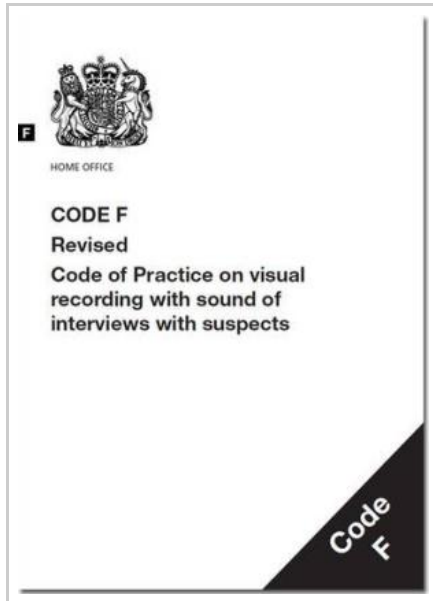 F
HOME OFFICE
CODE F
Revised
Code of Practice on visual
recording with sound of
interviews with suspects
Code
F